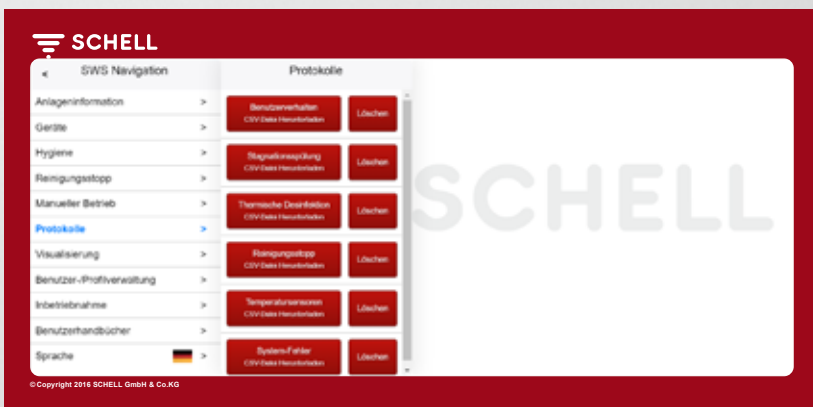 SCHELL
< SWS Navigation
Protokolle
Anlageninformation >
Geräte >
Hygiene >
Reinigungsstopp >
Manueller Betrieb >
Protokolle >
Visualisierung >
Benutzer-/Profilverwaltung >
Inbetriebnahme >
Benutzerhandbücher >
Sprache >
Benutzerverhalten
CSV-Datei Herunterladen
Löschen
Stagnationsspülung
CSV-Datei Herunterladen
Löschen
Thermische Desinfektion
CSV-Datei Herunterladen
Löschen
Reinigungsstopp
CSV-Datei Herunterladen
Löschen
Temperatursensoren
CSV-Datei Herunterladen
Löschen
System-Fehler
CSV-Datei Herunterladen
Löschen
SCHELL
© Copyright 2016 SCHELL GmbH & Co.KG